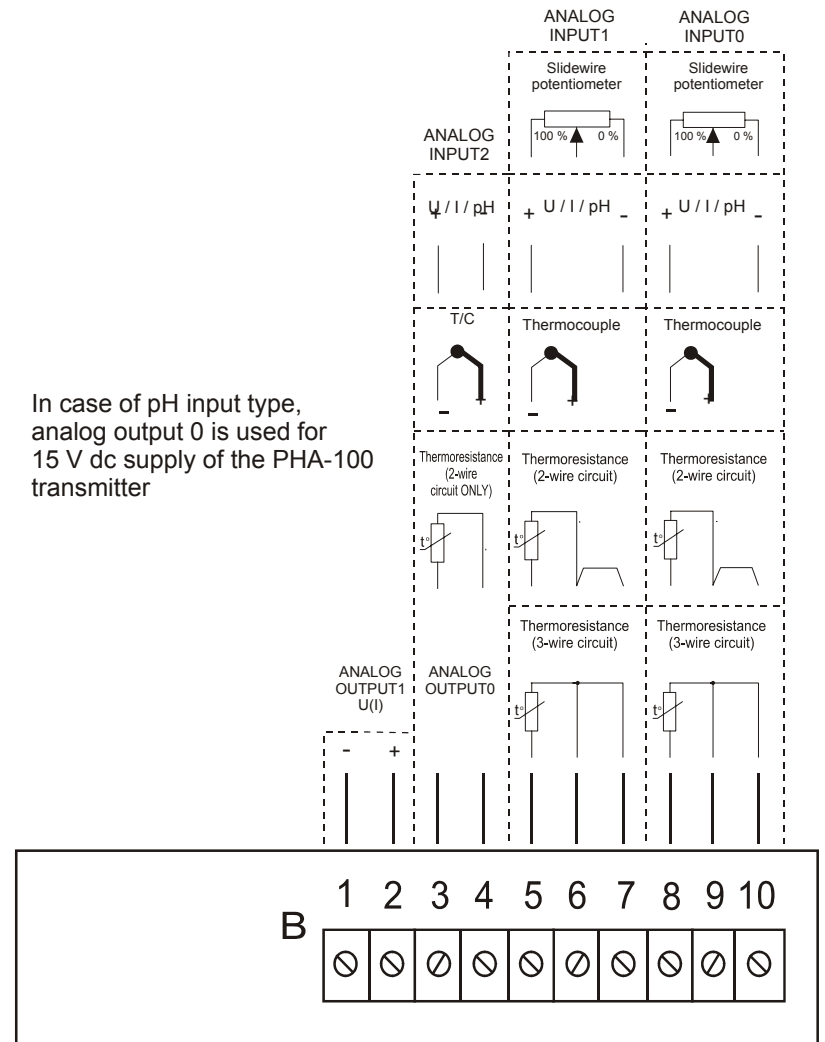 ANALOG
INPUT1
ANALOG
INPUT0
Slidewire
potentiometer
100 % 0 %
Slidewire
potentiometer
100 % 0 %
ANALOG
INPUT2
U / I / pH
+ -
U / I / pH
+ -
U / I / pH
+ -
T/C
- +
Thermocouple
- +
Thermocouple
- +
In case of pH input type,
analog output 0 is used for
15 V dc supply of the PHA-100
transmitter
Thermoresistance
(2-wire
circuit ONLY)
t°
Thermoresistance
(2-wire circuit)
t°
Thermoresistance
(2-wire circuit)
t°
Thermoresistance
(3-wire circuit)
t°
Thermoresistance
(3-wire circuit)
t°
ANALOG
OUTPUT1
U(I)
- +
ANALOG
OUTPUT0
B
1 2 3 4 5 6 7 8 9 10